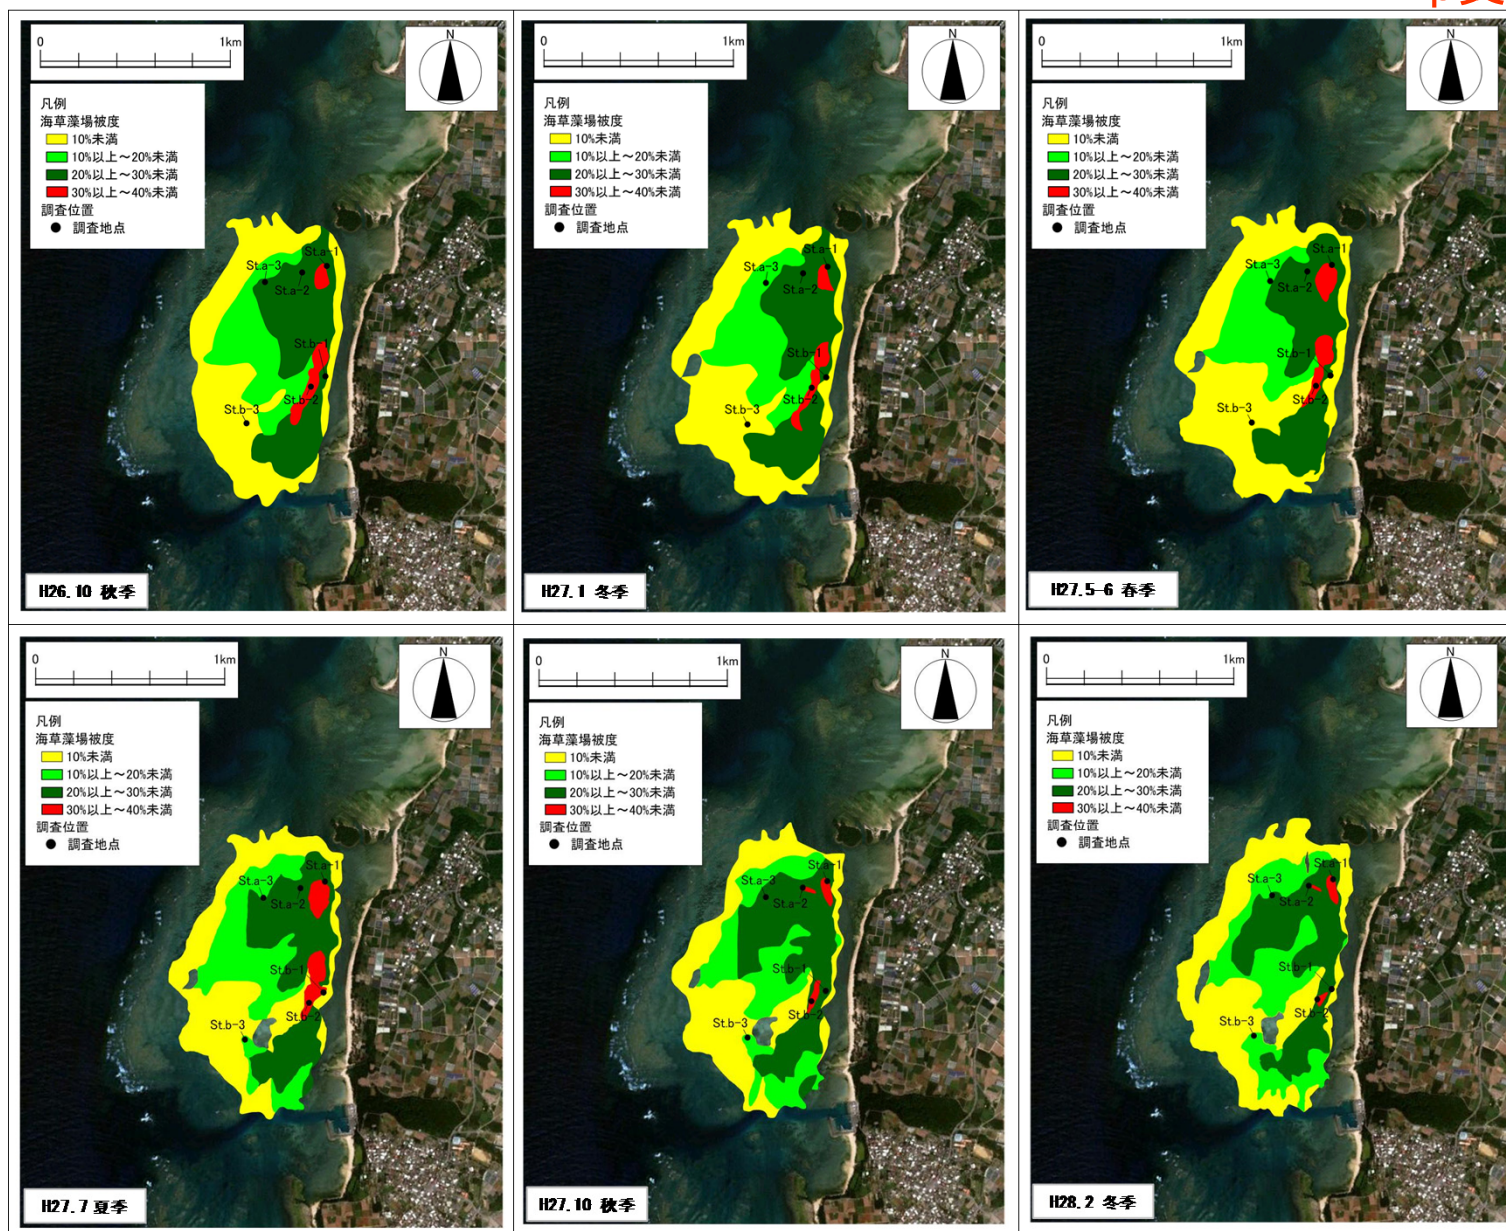 0 1km
N
凡例
海草藻場被度
10%未満
10%以上～20%未満
20%以上～30%未満
30%以上～40%未満
調査位置
調査地点
St.a-1
St.a-3
St.a-2
St.b-1
St.b-2
St.b-3
H26.10 秋季
0 1km
N
凡例
海草藻場被度
10%未満
10%以上～20%未満
20%以上～30%未満
30%以上～40%未満
調査位置
調査地点
St.a-1
St.a-3
St.a-2
St.b-1
St.b-2
St.b-3
H27.1 冬季
0 1km
N
凡例
海草藻場被度
10%未満
10%以上～20%未満
20%以上～30%未満
30%以上～40%未満
調査位置
調査地点
St.a-1
St.a-3
St.a-2
St.b-1
St.b-2
St.b-3
H27.5-6 春季
0 1km
N
凡例
海草藻場被度
10%未満
10%以上～20%未満
20%以上～30%未満
30%以上～40%未満
調査位置
調査地点
St.a-1
St.a-3
St.a-2
St.b-1
St.b-2
St.b-3
H27.7 夏季
0 1km
N
凡例
海草藻場被度
10%未満
10%以上～20%未満
20%以上～30%未満
30%以上～40%未満
調査位置
調査地点
St.a-1
St.a-3
St.a-2
St.b-1
St.b-2
St.b-3
H27.10 秋季
0 1km
N
凡例
海草藻場被度
10%未満
10%以上～20%未満
20%以上～30%未満
30%以上～40%未満
調査位置
調査地点
St.a-1
St.a-3
St.a-2
St.b-1
St.b-2
St.b-3
H28.2 冬季